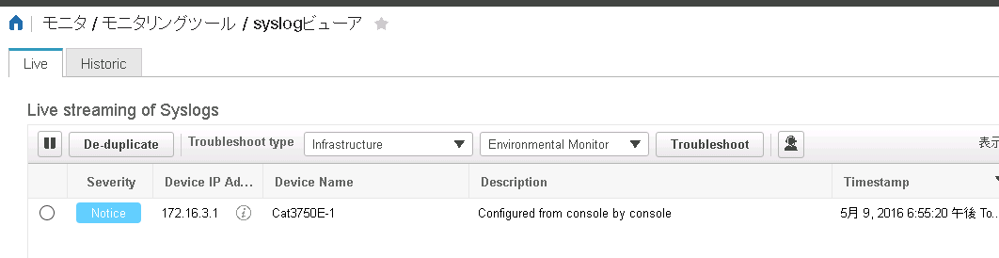 モニタ / モニタリングツール / syslogビューア
Live Historic
Live streaming of Syslogs
De-duplicate Troubleshoot type Infrastructure Environmental Monitor Troubleshoot 表示
Severity Device IP Ad... Device Name Description Timestamp
Notice 172.16.3.1 Cat3750E-1 Configured from console by console 5月 9, 2016 6:55:20 午後 To...